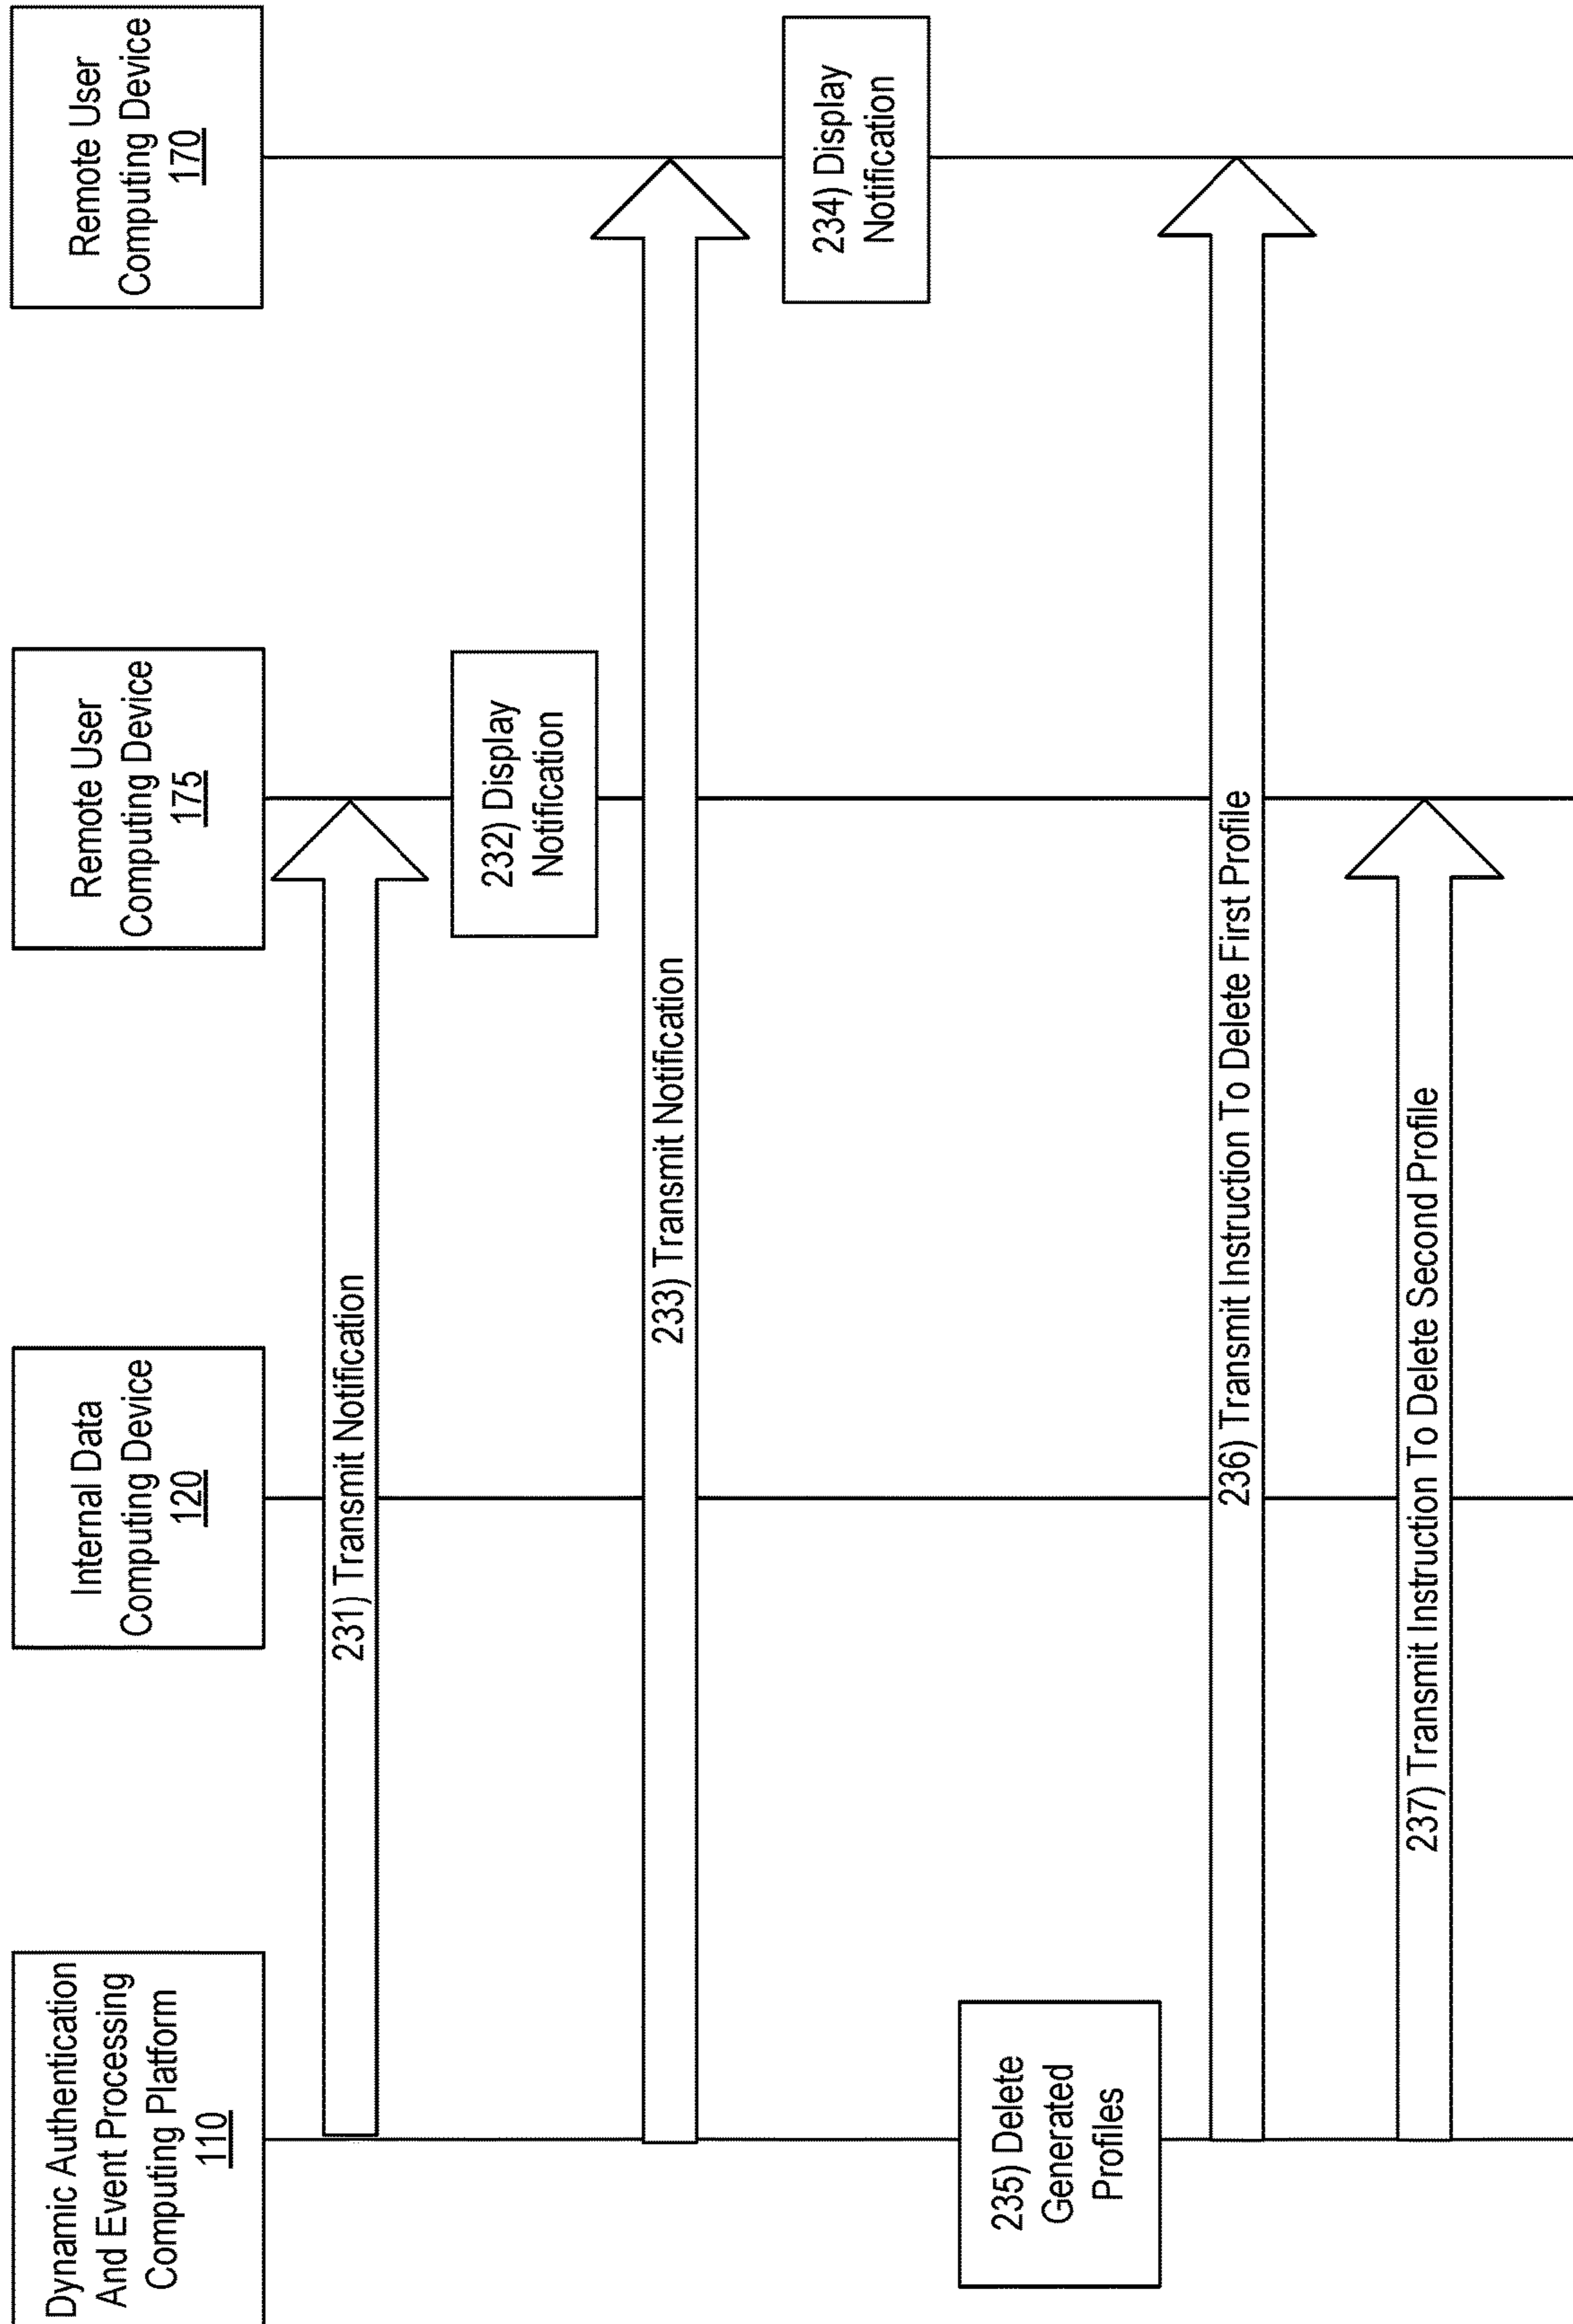 Dynamic Authentication
And Event Processing
Computing Platform
110
Internal Data
Computing Device
120
Remote User
Computing Device
175
Remote User
Computing Device
170
231) Transmit Notification
232) Display
Notification
233) Transmit Notification
234) Display
Notification
235) Delete
Generated
Profiles
236) Transmit Instruction To Delete First Profile
237) Transmit Instruction To Delete Second Profile